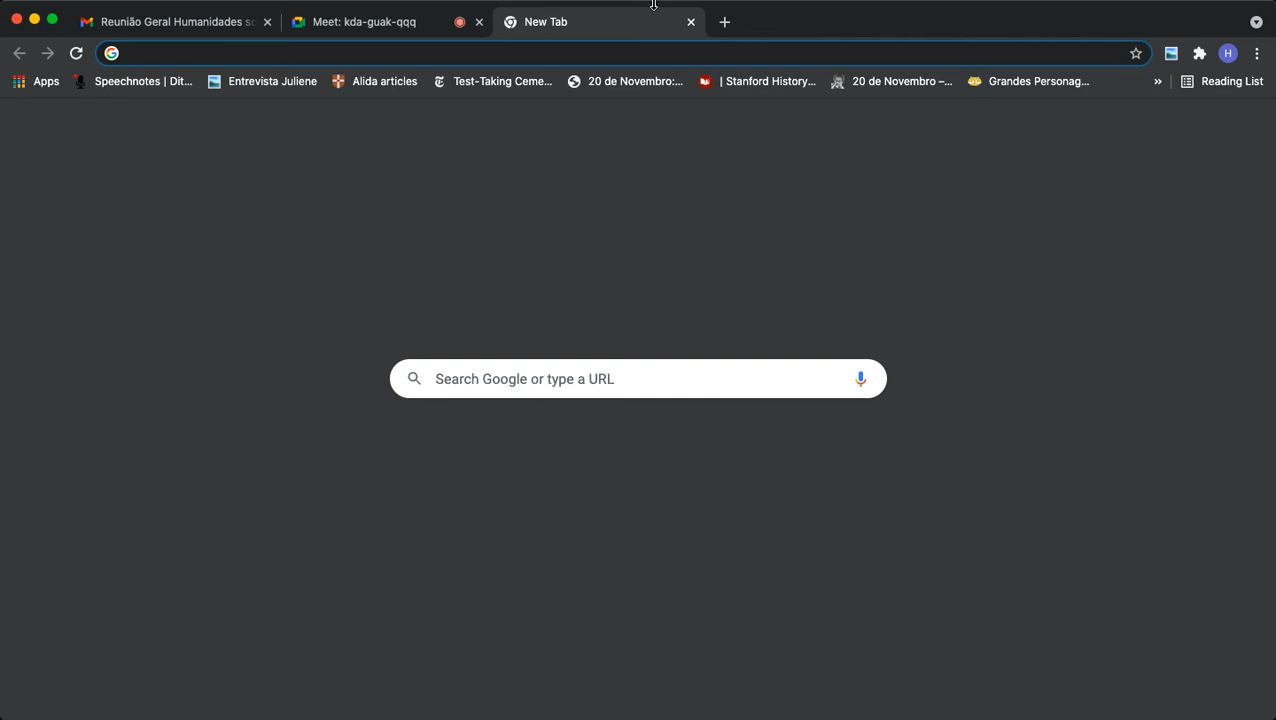 Reunião Geral Humanidades so
Meet: kda-guak-qqq
New Tab
Apps
Speechnotes | Dit...
Entrevista Juliene
Alida articles
Test-Taking Ceme...
20 de Novembro:...
| Stanford History...
20 de Novembro –...
Grandes Personag...
»
Reading List
H
Search Google or type a URL